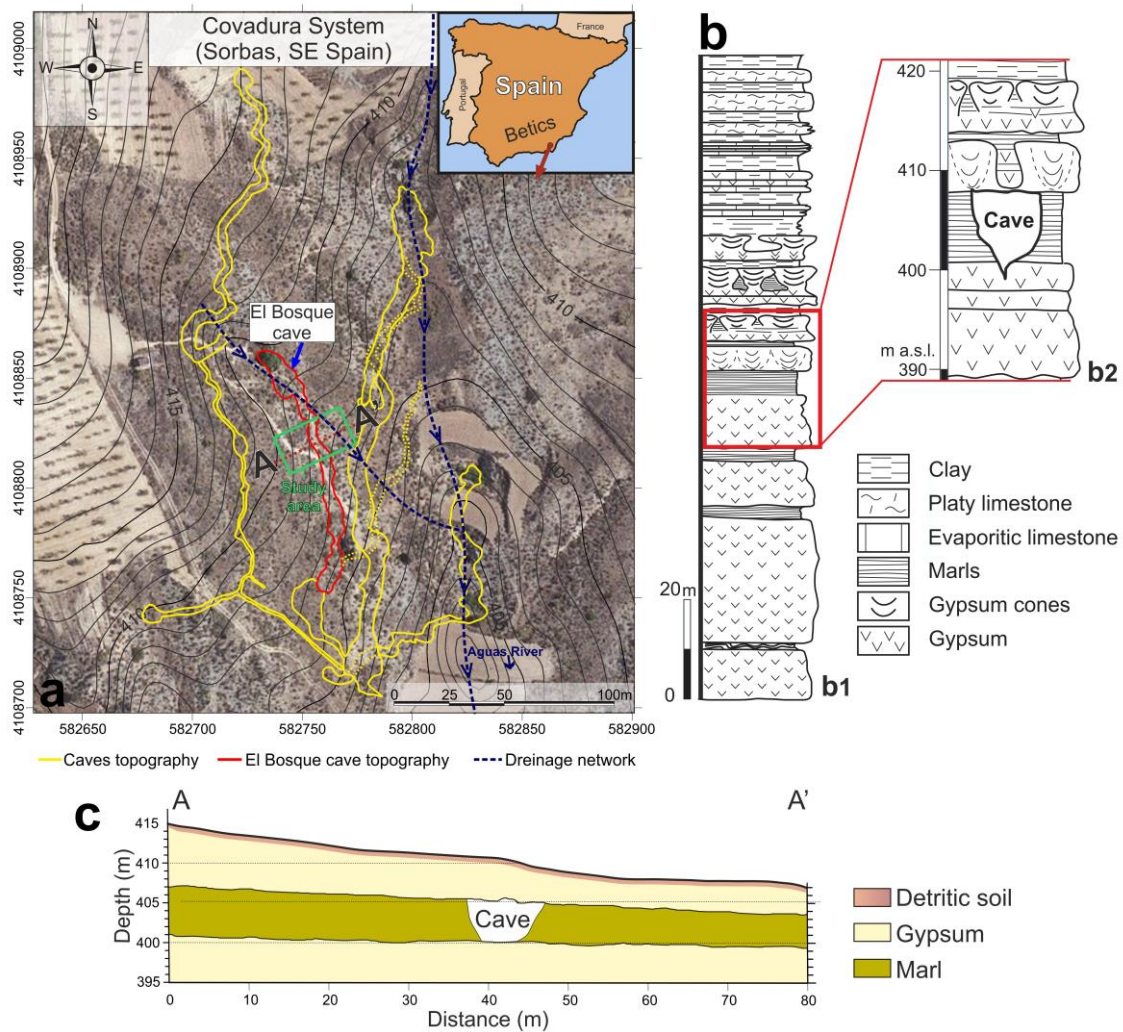 Covadura System
(Sorbas, SE Spain)
N
W
E
S
France
Portugal
Spain
Betics
4109000
4108950
4108900
4108850
4108800
4108750
4108700
410
410
415
405
410
El Bosque
cave
A
A'
Study
area
Aguas River
a
0 25 50 100m
582650 582700 582750 582800 582850 582900
Caves topography
El Bosque cave topography
Dreinage network
b
20m
0
b1
420
410
400
m a.s.l.
390
Cave
b2
Clay
Platy limestone
Evaporitic limestone
Marls
Gypsum cones
Gypsum
c
A
A'
Depth (m)
415
410
405
400
395
Cave
0 10 20 30 40 50 60 70 80
Distance (m)
Detritic soil
Gypsum
Marl